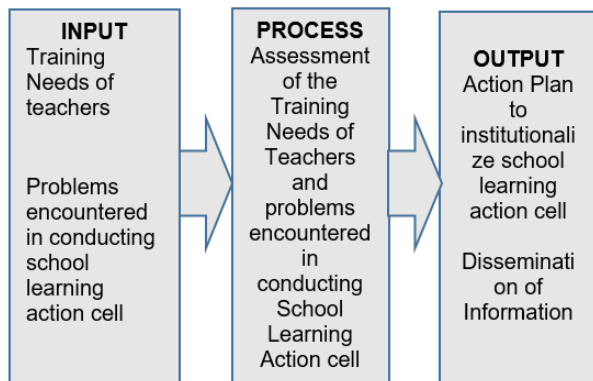 INPUT
Training
Needs of
teachers
Problems
encountered
in conducting
school
learning
action cell
PROCESS
Assessment
of the
Training
Needs of
Teachers
and
problems
encountered
in
conducting
School
Learning
Action cell
OUTPUT
Action Plan
to
institutionali
ze school
learning
action cell
Disseminati
on of
Information